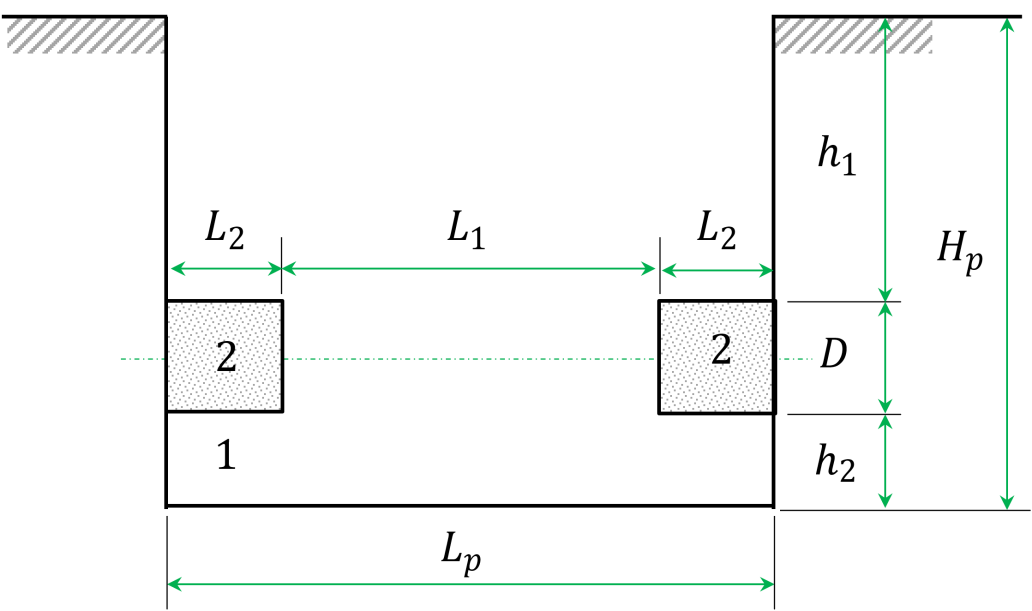 h₁
L₂ L₁ L₂
Hₚ
2 2 D
1 h₂
Lₚ